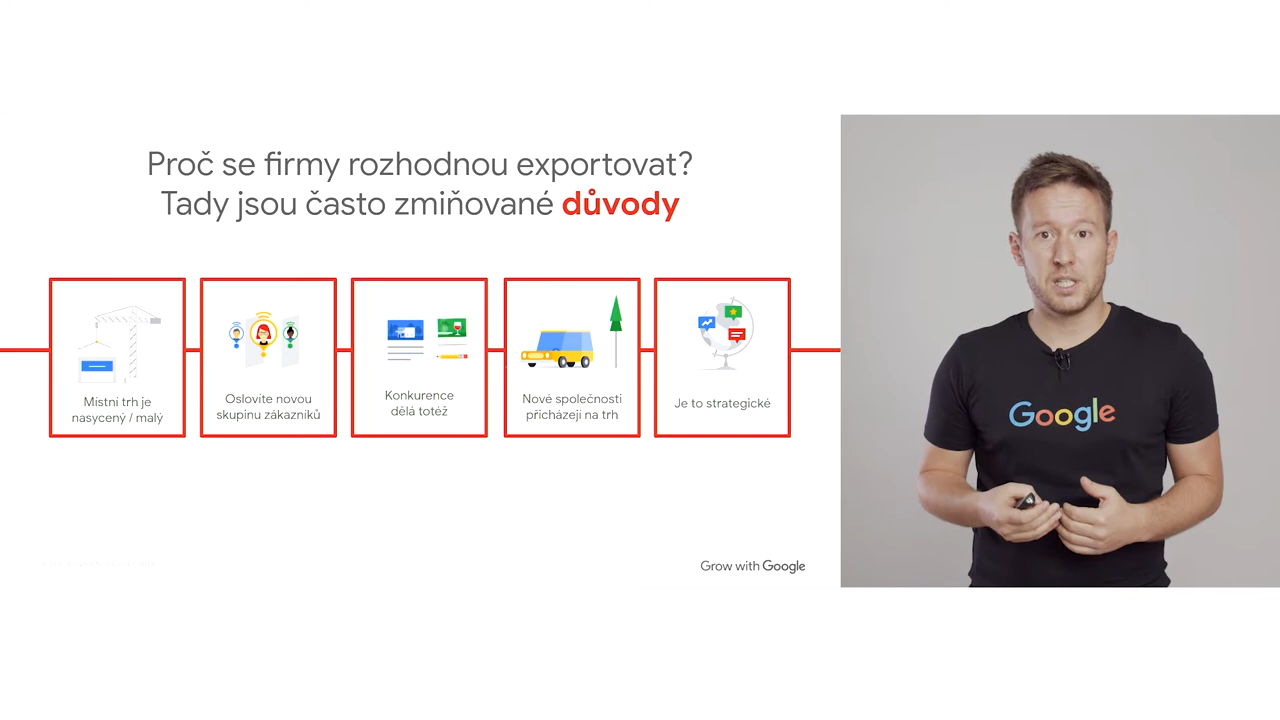 Proč se firmy rozhodnou exportovat?
Tady jsou často zmiňované důvody
Místní trh je
nasycený / malý
Oslovíte novou
skupinu zákazníků
Konkurence
dělá totéž
Nové společnosti
přicházejí na trh
Je to strategické
Google
Grow with Google